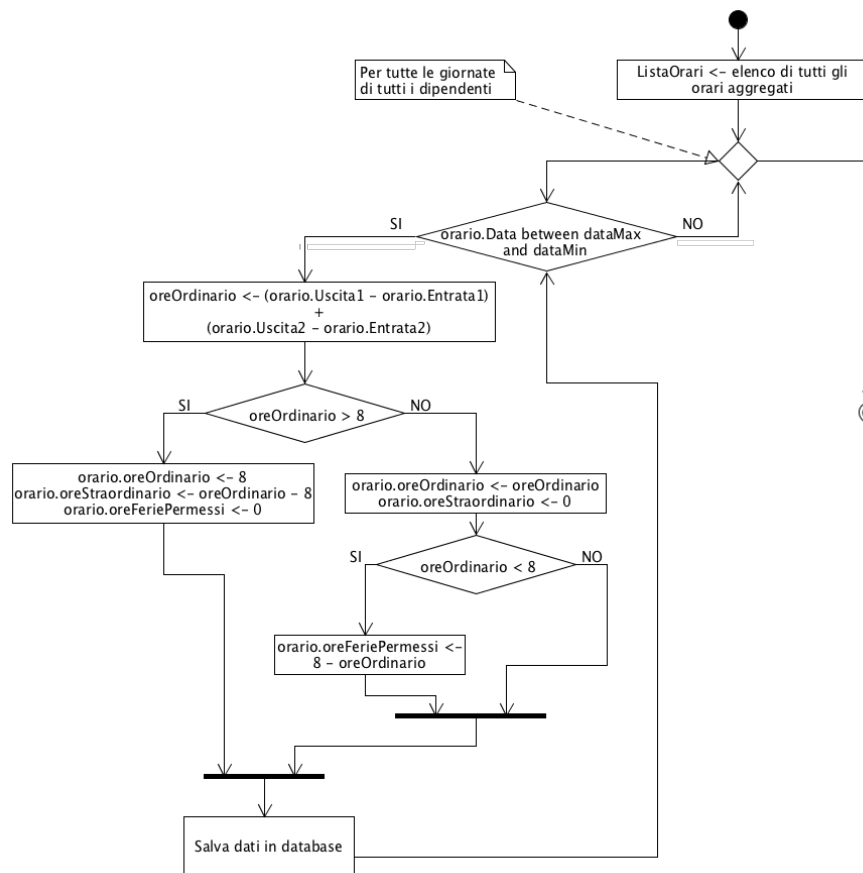 ListaOrari <- elenco di tutti gli
orari aggregati
Per tutte le giornate
di tutti i dipendenti
SI
orario.Data between dataMax
and dataMin
NO
oreOrdinario <- (orario.Uscita1 - orario.Entrata1)
+
(orario.Uscita2 - orario.Entrata2)
SI
oreOrdinario > 8
NO
orario.oreOrdinario <- 8
orario.oreStraordinario <- oreOrdinario - 8
orario.oreFeriePermessi <- 0
orario.oreOrdinario <- oreOrdinario
orario.oreStraordinario <- 0
SI
oreOrdinario < 8
NO
orario.oreFeriePermessi <-
8 - oreOrdinario
Salva dati in database